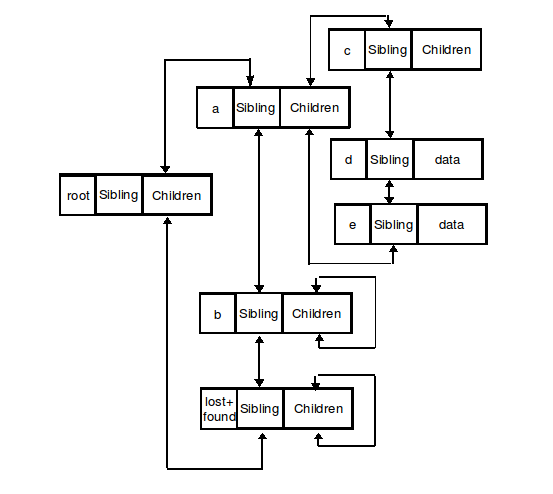 c Sibling Children
a Sibling Children
d Sibling data
root Sibling Children
e Sibling data
b Sibling Children
lost+
found Sibling Children